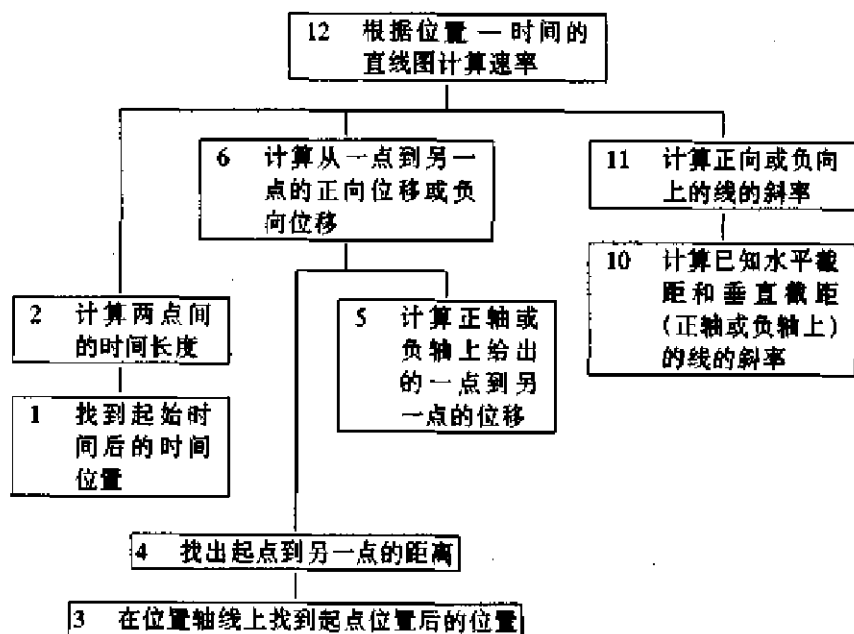 12 根据位置一时间的
直线图计算速率
6 计算从一点到另一
点的正向位移或负
向位移
11 计算正向或负向
上的线的斜率
10 计算已知水平截
距和垂直截距
(正轴或负轴上)
的线的斜率
2 计算两点间
的时间长度
5 计算正轴或
负轴上给出
的一点到另
一点的位移
1 找到起始时
间后的时间
位置
4 找出起点到另一点的距离
3 在位置轴线上找到起点位置后的位置